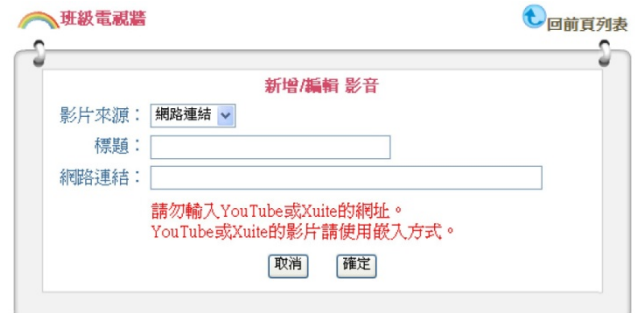 班級電視牆
回前頁列表
新增/編輯 影音
影片來源： 網路連結
標題：
網路連結：
請勿輸入YouTube或Xuite的網址。
YouTube或Xuite的影片請使用嵌入方式。
取消 確定